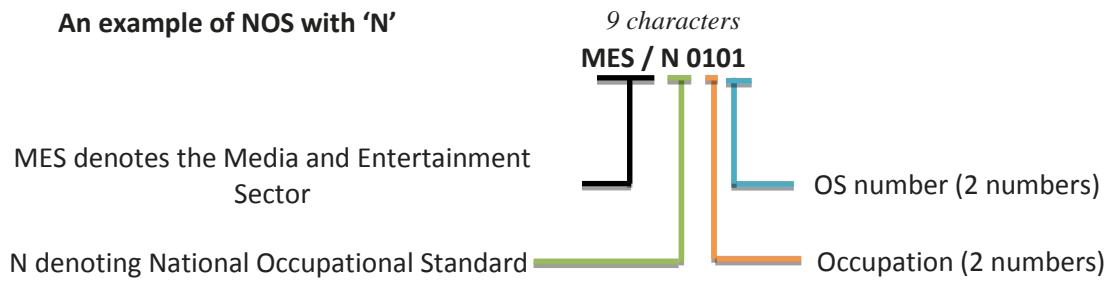 An example of NOS with ‘N’
9 characters
MES / N 0101
MES denotes the Media and Entertainment
Sector
OS number (2 numbers)
N denoting National Occupational Standard
Occupation (2 numbers)